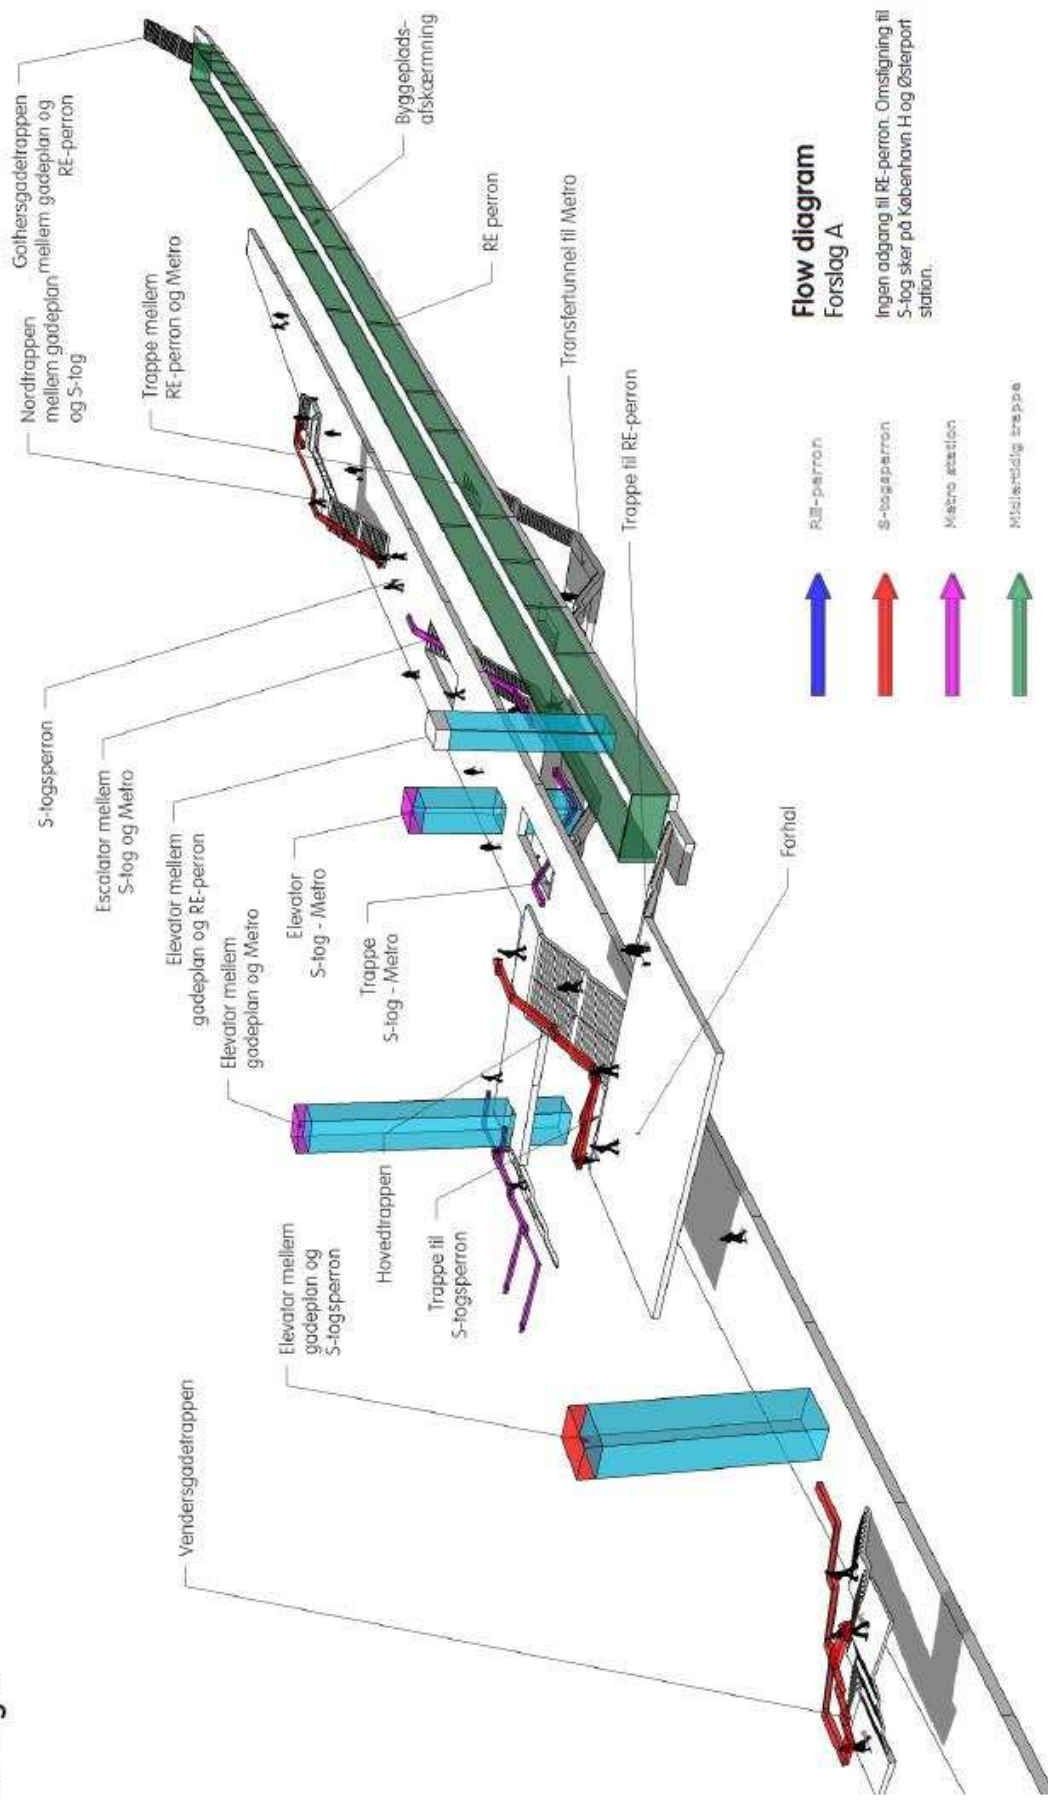 Vendersgadetrappen
Elevator mellem
gadeplan og
S-togsperron
Hovedtrappen
Trappe til
S-togsperron
Elevator mellem
gadeplan og Metro
Elevator mellem
gadeplan og RE-perron
Elevator
S-tog - Metro
Trappe
S-tog - Metro
Escalator mellem
S-tog og Metro
S-togsperron
Nordtrappen
mellem gadeplan
og S-tog
Gothersgadetrappen
mellem gadeplan og
RE-perron
Trappe mellem
RE-perron og Metro
Byggeplads-
afskærmning
RE perron
Transfertunnel til Metro
Trappe til RE-perron
Forhal
Flow diagram
Forslag A
Ingen adgang til RE-perron. Omstigning til
S-tog sker på København H og Østerport
station.
RE-perron
S-togsperron
Metro station
Midlertidig trappe